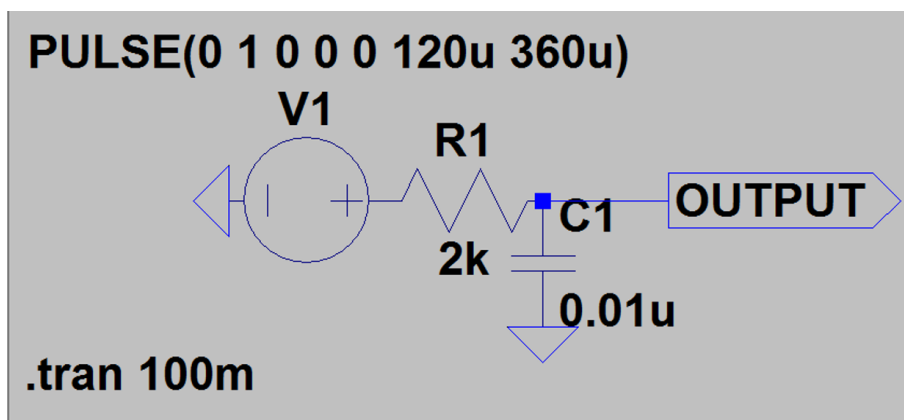 PULSE(0 1 0 0 0 120u 360u)
V1
R1
OUTPUT
C1
2k
0.01u
.tran 100m